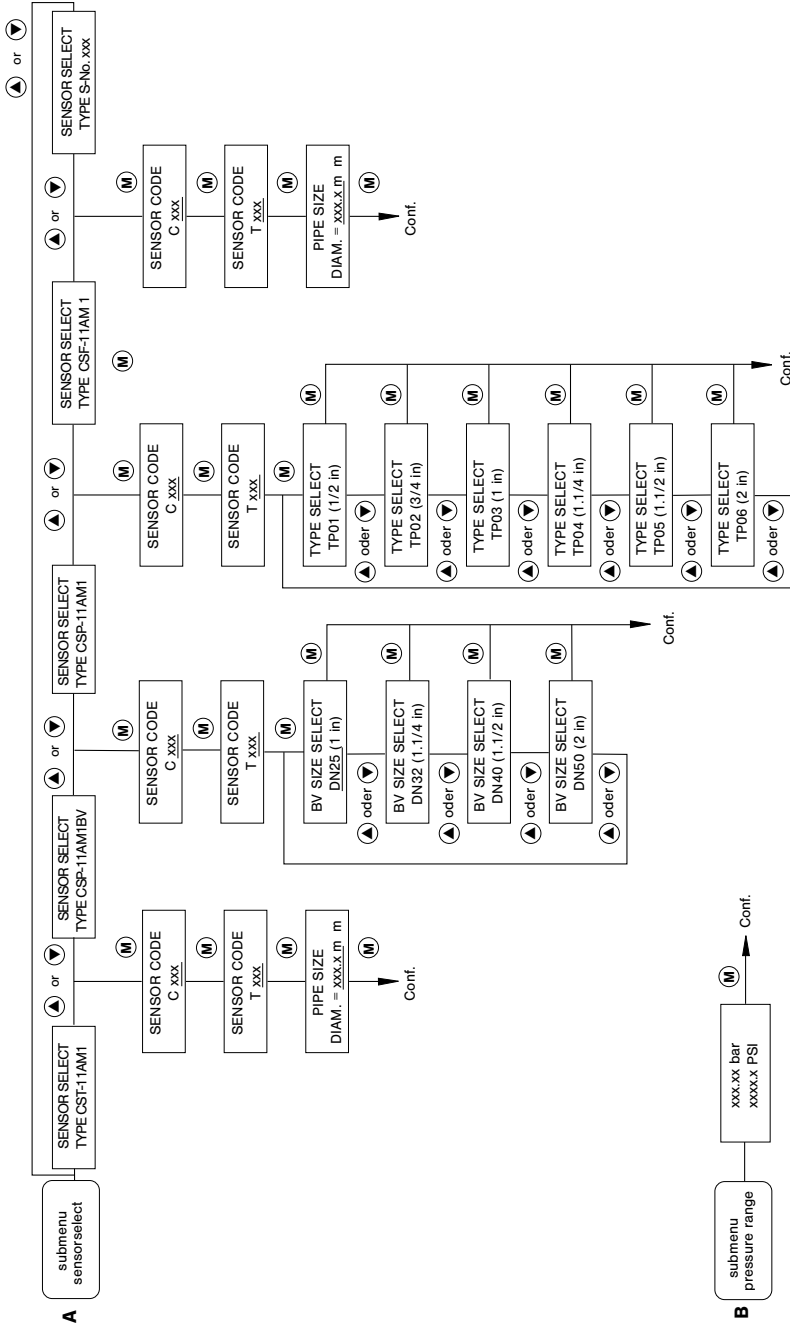 A
submenu
sensorselect
SENSOR SELECT
TYPE CST-11AM1
▲ or ▼
SENSOR SELECT
TYPE CSP-11AM1BV
▲ or ▼
SENSOR SELECT
TYPE CSP-11AM1
▲ or ▼
SENSOR SELECT
TYPE CSF-11AM 1
▲ or ▼
SENSOR SELECT
TYPE S-No. xxx
▲ or ▼
M
SENSOR CODE
C xxx
M
SENSOR CODE
T xxx
M
PIPE SIZE
DIAM. = xxx.x m m
M
Conf.
M
SENSOR CODE
C xxx
M
SENSOR CODE
T xxx
M
BV SIZE SELECT
DN25 (1 in)
M
▲ oder ▼
BV SIZE SELECT
DN32 (1.1/4 in)
M
▲ oder ▼
BV SIZE SELECT
DN40 (1.1/2 in)
M
▲ oder ▼
BV SIZE SELECT
DN50 (2 in)
M
▲ oder ▼
Conf.
M
SENSOR CODE
C xxx
M
SENSOR CODE
T xxx
M
TYPE SELECT
TP01 (1/2 in)
M
▲ oder ▼
TYPE SELECT
TP02 (3/4 in)
M
▲ oder ▼
TYPE SELECT
TP03 (1 in)
M
▲ oder ▼
TYPE SELECT
TP04 (1.1/4 in)
M
▲ oder ▼
TYPE SELECT
TP05 (1.1/2 in)
M
▲ oder ▼
TYPE SELECT
TP06 (2 in)
M
▲ oder ▼
Conf.
M
M
SENSOR CODE
C xxx
M
SENSOR CODE
T xxx
M
PIPE SIZE
DIAM. = xxx.x m m
M
Conf.
B
submenu
pressure range
xxx.xx bar
xxxx.x PSI
M
Conf.